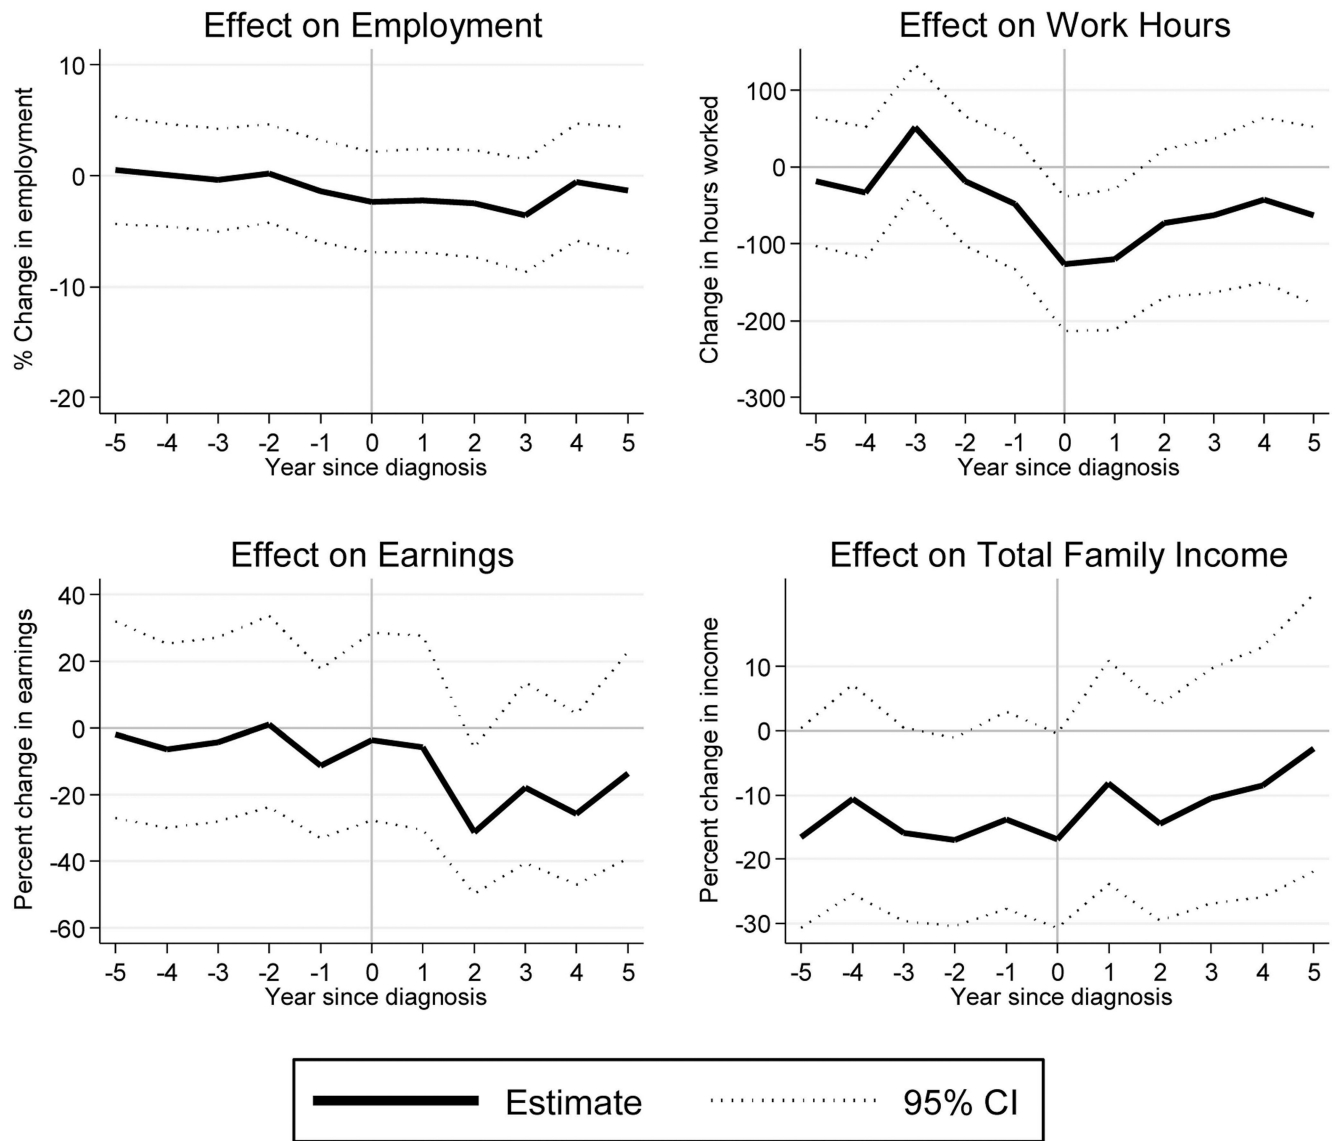 Effect on Employment
% Change in employment
10
0
-10
-20
-5 -4 -3 -2 -1 0 1 2 3 4 5
Year since diagnosis
Effect on Work Hours
Change in hours worked
100
0
-100
-200
-300
-5 -4 -3 -2 -1 0 1 2 3 4 5
Year since diagnosis
Effect on Earnings
Percent change in earnings
40
20
0
-20
-40
-60
-5 -4 -3 -2 -1 0 1 2 3 4 5
Year since diagnosis
Effect on Total Family Income
Percent change in income
10
0
-10
-20
-30
-5 -4 -3 -2 -1 0 1 2 3 4 5
Year since diagnosis
Estimate 95% CI